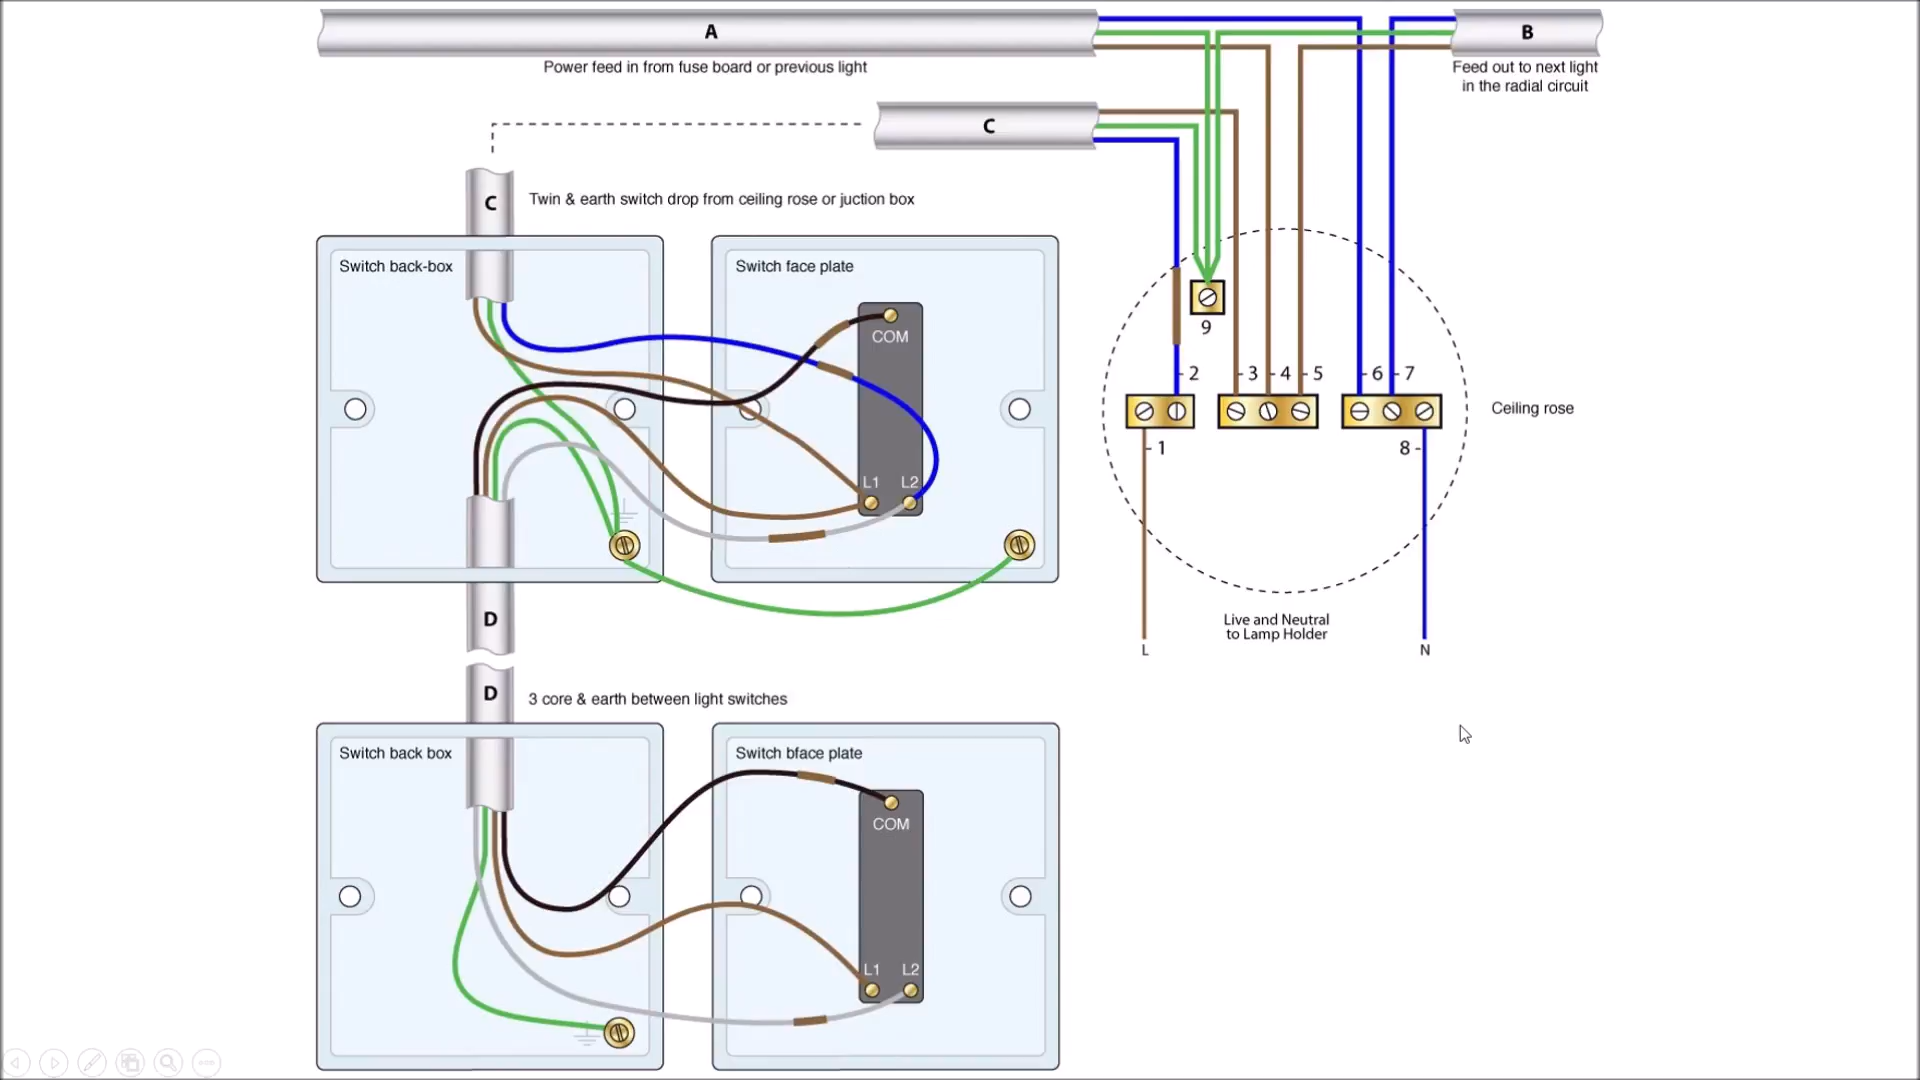 A
B
Power feed in from fuse board or previous light
Feed out to next light
in the radial circuit
C
C
Twin & earth switch drop from ceiling rose or juction box
Switch back-box
Switch face plate
COM
L1
L2
9
2
3
4
5
6
7
1
8
Ceiling rose
Live and Neutral
to Lamp Holder
L
N
D
D
3 core & earth between light switches
Switch back box
Switch bface plate
COM
L1
L2